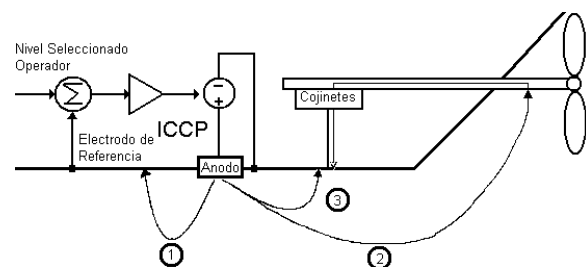 Nivel Seleccionado
Operador
Σ
ICCP
-
+
Cojinetes
Electrodo de
Referencia
Anodo
1
3
2